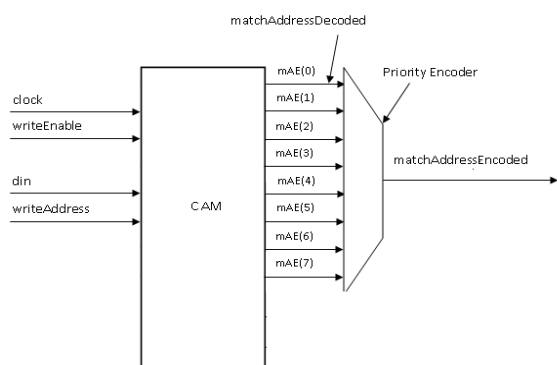 matchAddressDecoded
mAE(0)
Priority Encoder
clock
mAE(1)
writeEnable
mAE(2)
mAE(3)
matchAddressEncoded
din
mAE(4)
writeAddress
CAM
mAE(5)
mAE(6)
mAE(7)